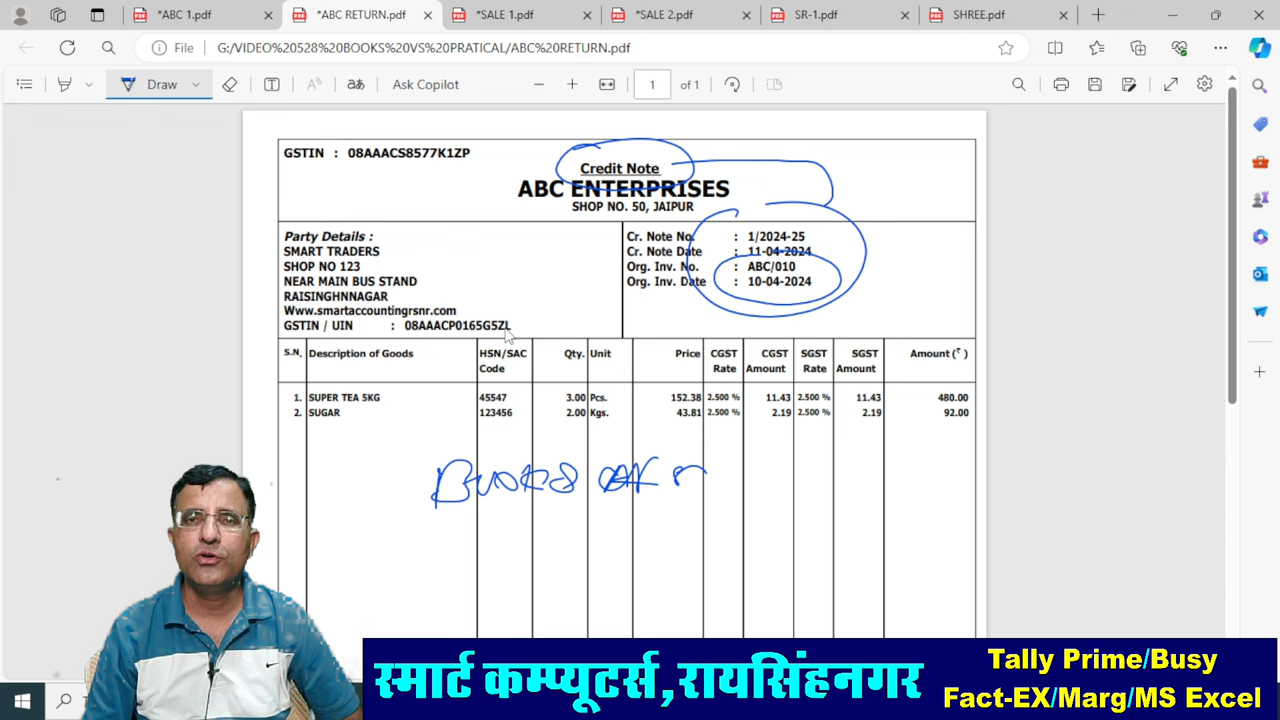 *ABC 1.pdf
*ABC RETURN.pdf
*SALE 1.pdf
*SALE 2.pdf
SR-1.pdf
SHREE.pdf
File
G:/VIDEO%20528%20BOOKS%20VS%20PRATICAL/ABC%20RETURN.pdf
Draw
Ask Copilot
1 of 1
GSTIN : 08AAACS8577K1ZP
Credit Note
ABC ENTERPRISES
SHOP NO. 50, JAIPUR
Party Details :
SMART TRADERS
SHOP NO 123
NEAR MAIN BUS STAND
RAISINGHNNAGAR
Www.smartaccountingrsnr.com
GSTIN / UIN : 08AAACP0165G5ZL
Cr. Note No. : 1/2024-25
Cr. Note Date : 11-04-2024
Org. Inv. No. : ABC/010
Org. Inv. Date : 10-04-2024
S.N. Description of Goods HSN/SAC Code Qty. Unit Price CGST Rate CGST Amount SGST Rate SGST Amount Amount (₹ )
1. SUPER TEA 5KG 45547 3.00 Pcs. 152.38 2.500 % 11.43 2.500 % 11.43 480.00
2. SUGAR 123456 2.00 Kgs. 43.81 2.500 % 2.19 2.500 % 2.19 92.00
स्मार्ट कम्प्यूटर्स,रायसिंहनगर
Tally Prime/Busy
Fact-EX/Marg/MS Excel